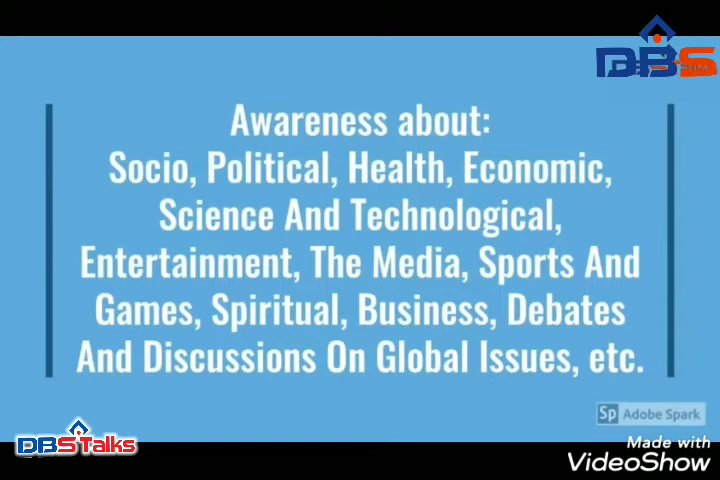 DBS
Awareness about:
Socio, Political, Health, Economic,
Science And Technological,
Entertainment, The Media, Sports And
Games, Spiritual, Business, Debates
And Discussions On Global Issues, etc.
Sp Adobe Spark
DBSTalks
Made with
VideoShow